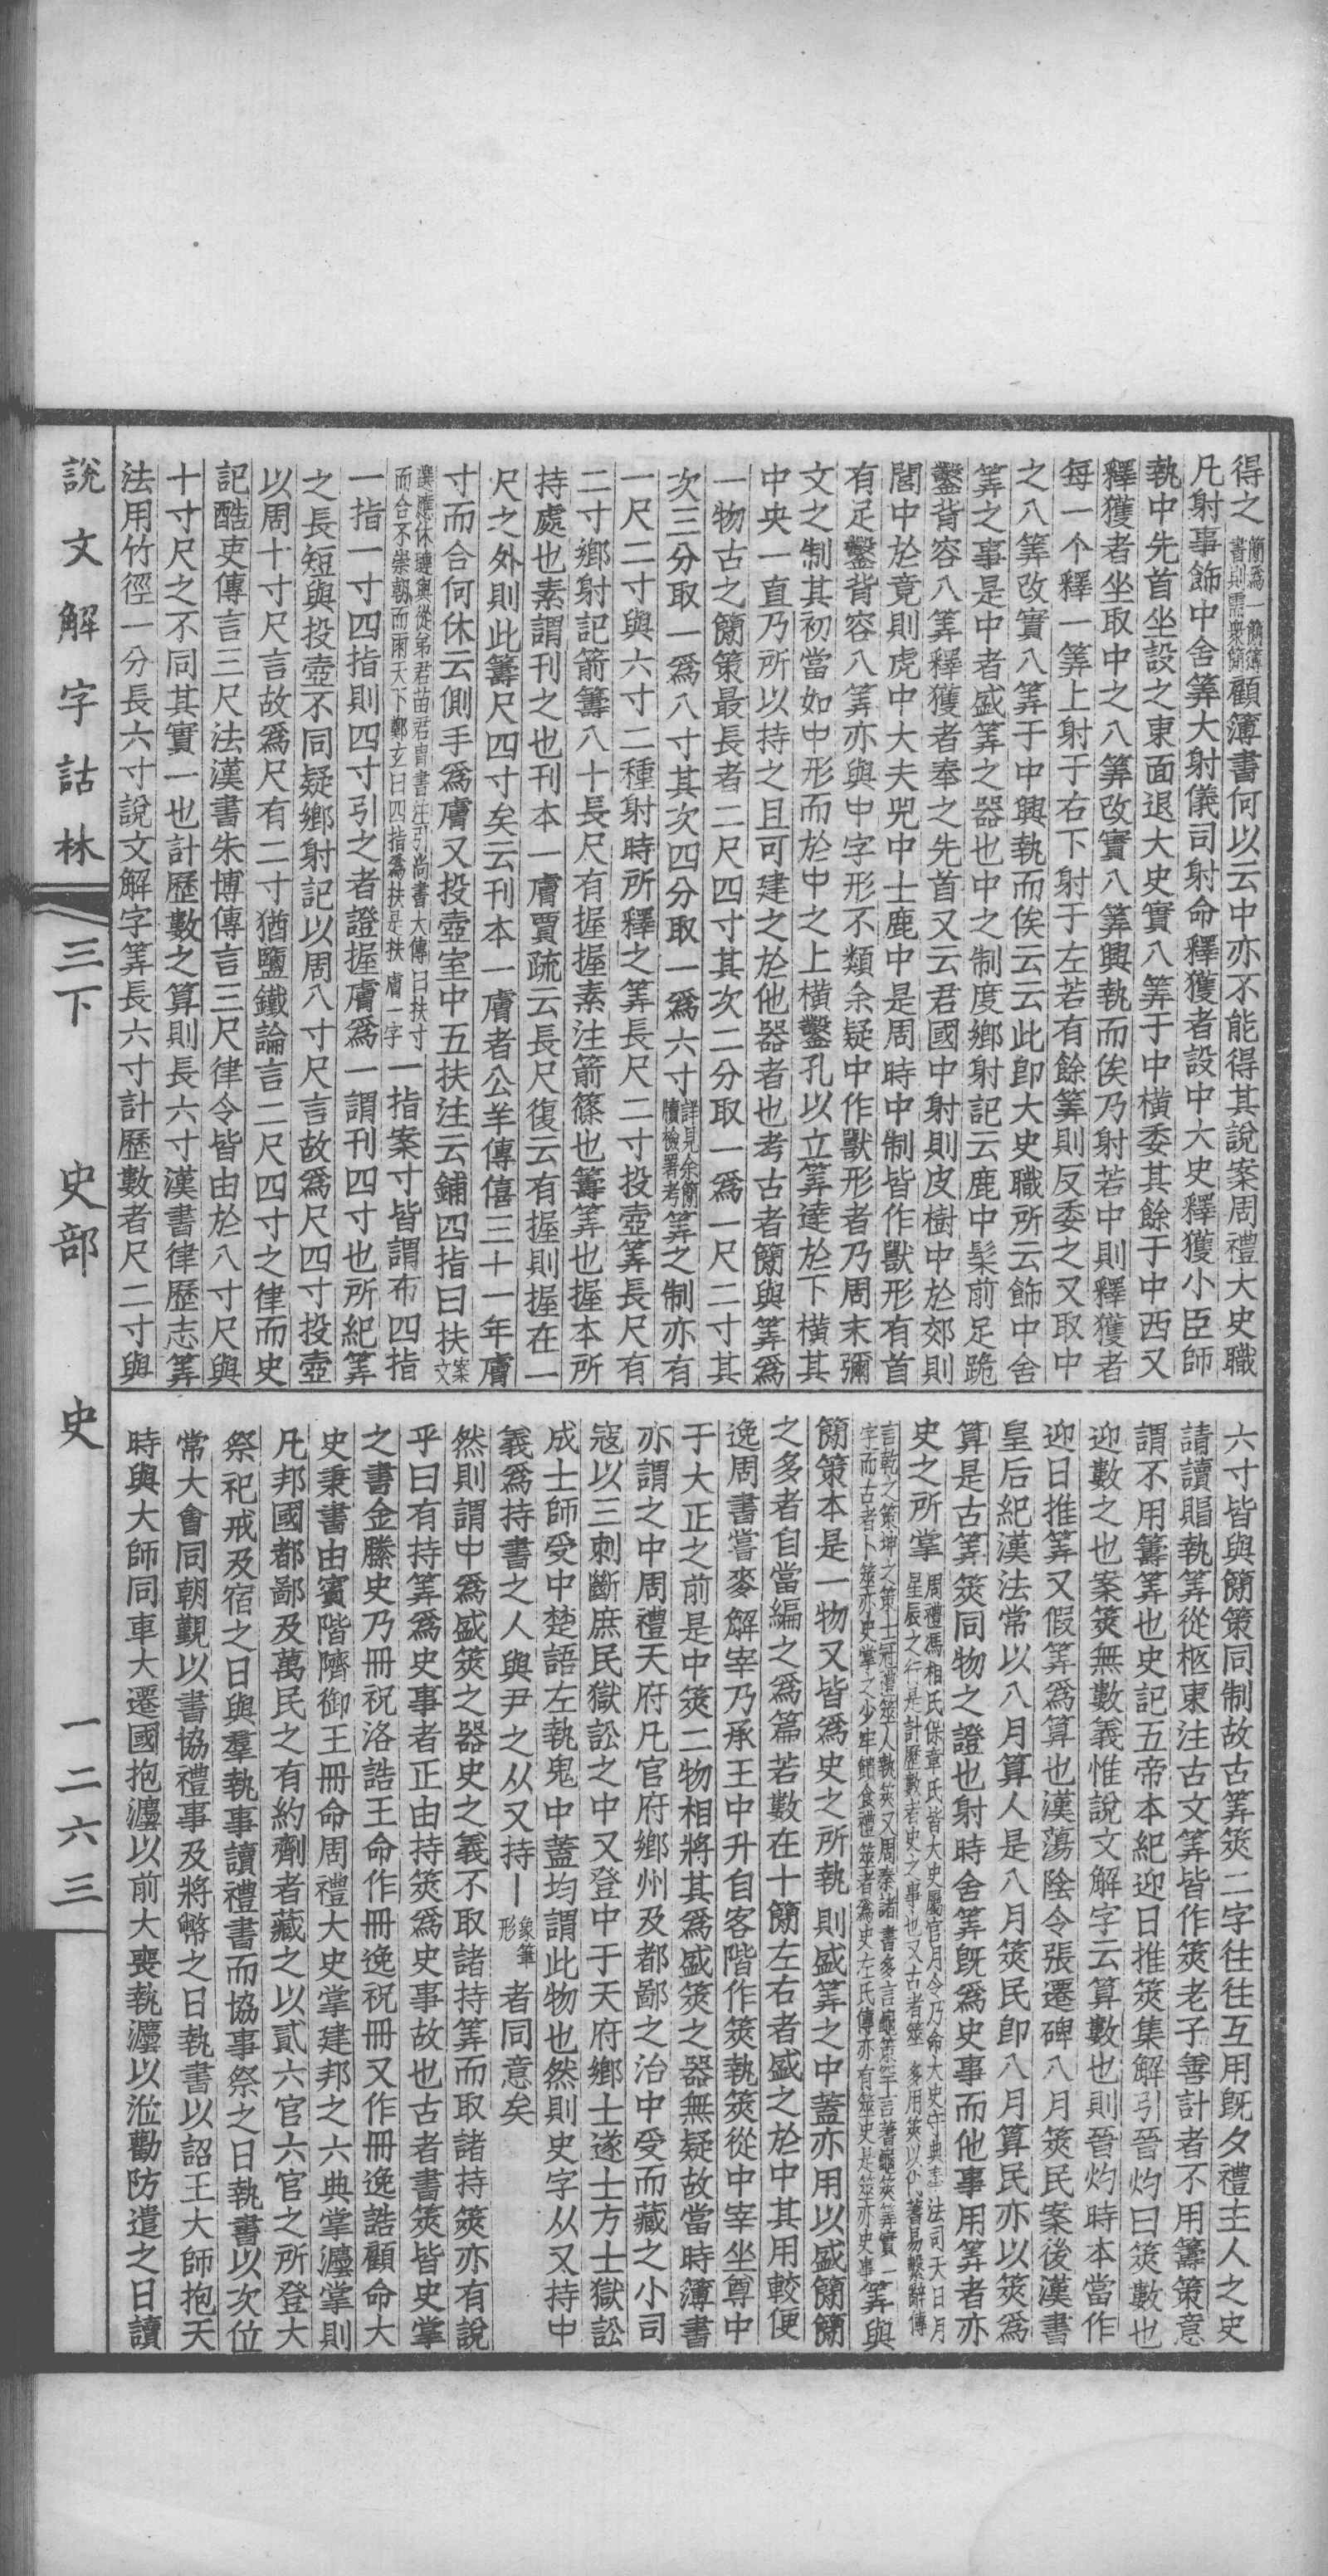 得之簡爲一簡簿書則需衆簡顧簿書何以云中亦不能得其說案周禮大史職
凡射事飾中舍筭大射儀司射命釋獲者設中大史釋獲小臣師
執中先首坐設之東面退大史實八筭于中橫委其餘于中西又
釋獲者坐取中之八筭改實八筭興執而俟乃射若中則釋獲者
每一个釋一筭上射于右下射于左若有餘筭則反委之又取中
之八筭改實八筭于中興執而俟云云此卽大史職所云飾中舍
筭之事是中者盛筭之器也中之制度鄉射記云鹿中髤前足跪
鑿背容八筭釋獲者奉之先首又云君國中射則皮樹中於郊則
閭中於竟則虎中大夫兕中士鹿中是周時中制皆作獸形有首
有足鑿背容八筭亦與中字形不類余疑中作獸形者乃周末彌
文之制其初當如中形而於中之上橫鑿孔以立筭達於下橫其
中央一直乃所以持之且可建之於他器者也考古者簡與筭爲
一物古之簡策最長者二尺四寸其次二分取一爲一尺二寸其
次三分取一爲八寸其次四分取一爲六寸詳見余簡牘檢署考筭之制亦有
一尺二寸與六寸二種射時所釋之筭長尺二寸投壺筭長尺有
二寸鄉射記箭籌八十長尺有握握素注箭篠也籌筭也握本所
持處也素謂刊之也刊本一膚賈疏云長尺復云有握則握在一
尺之外則此籌尺四寸矣云刊本一膚者公羊傳僖三十一年膚
寸而合何休云側手爲膚又投壺室中五扶注云鋪四指曰扶案文
選應休璉與從弟君苗君冑書注引尚書大傳曰扶寸而合不崇朝而雨天下鄭玄曰四指爲扶是扶膚一字一指案寸皆謂布四指
一指一寸四指則四寸引之者證握膚爲一謂刊四寸也所紀筭
之長短與投壺不同疑鄉射記以周八寸尺言故爲尺四寸投壺
以周十寸尺言故爲尺有二寸猶鹽鐵論言二尺四寸之律而史
記酷吏傳言三尺法漢書朱博傳言三尺律令皆由於八寸尺與
十寸尺之不同其實一也計歷數之算則長六寸漢書律歷志筭
法用竹徑一分長六寸說文解字筭長六寸計歷數者尺二寸與
六寸皆與簡策同制故古筭筴二字往往互用旣夕禮主人之史
請讀賵執筭從柩東注古文筭皆作筴老子善計者不用籌策意
謂不用籌筭也史記五帝本紀迎日推筴集解引晉灼曰筴數也
迎數之也案筴無數義惟說文解字云算數也則晉灼時本當作
迎日推筭又假筭爲算也漢蕩陰令張遷碑八月筴民案後漢書
皇后紀漢法常以八月算人是八月筴民卽八月算民亦以筴爲
算是古筭筴同物之證也射時舍筭旣爲史事而他事用筭者亦
史之所掌周禮馮相氏保章氏皆大史屬官月令乃命大史守典奉法司天日月星辰之行是計歷數者史之事也又古者筮多用筴以代蓍易繫辭傳
言乾之策坤之策士冠禮筮人執筴又周秦諸書多言龜策罕言蓍龜筴筭實一字而古者卜筮亦史掌之少牢饋食禮筮者爲史左氏傳亦有筮史是筮亦史事筭與
簡策本是一物又皆爲史之所執則盛筭之中蓋亦用以盛簡簡
之多者自當編之爲篇若數在十簡左右者盛之於中其用較便
逸周書嘗麥解宰乃承王中升自客階作筴執筴從中宰坐尊中
于大正之前是中筴二物相將其爲盛筴之器無疑故當時簿書
亦謂之中周禮天府凡官府鄉州及都鄙之治中受而藏之小司
寇以三刺斷庶民獄訟之中又登中于天府鄉士遂士方士獄訟
成士師受中楚語左執鬼中蓋均謂此物也然則史字从又持中
義爲持書之人與尹之从又持丨象筆形者同意矣
然則謂中爲盛筴之器史之義不取諸持筭而取諸持筴亦有說
乎曰有持筭爲史事者正由持筴爲史事故也古者書筴皆史掌
之書金縢史乃冊祝洛誥王命作冊逸祝冊又作冊逸誥顧命大
史秉書由賓階隮御王冊命周禮大史掌建邦之六典掌灋掌則
凡邦國都鄙及萬民之有約劑者藏之以貳六官六官之所登大
祭祀戒及宿之日與羣執事讀禮書而協事祭之日執書以次位
常大會同朝覲以書協禮事及將幣之日執書以詔王大師抱天
時與大師同車大遷國抱灋以前大喪執灋以涖勸防遣之日讀
說文解字詁林 三下 史部 史 一二六三